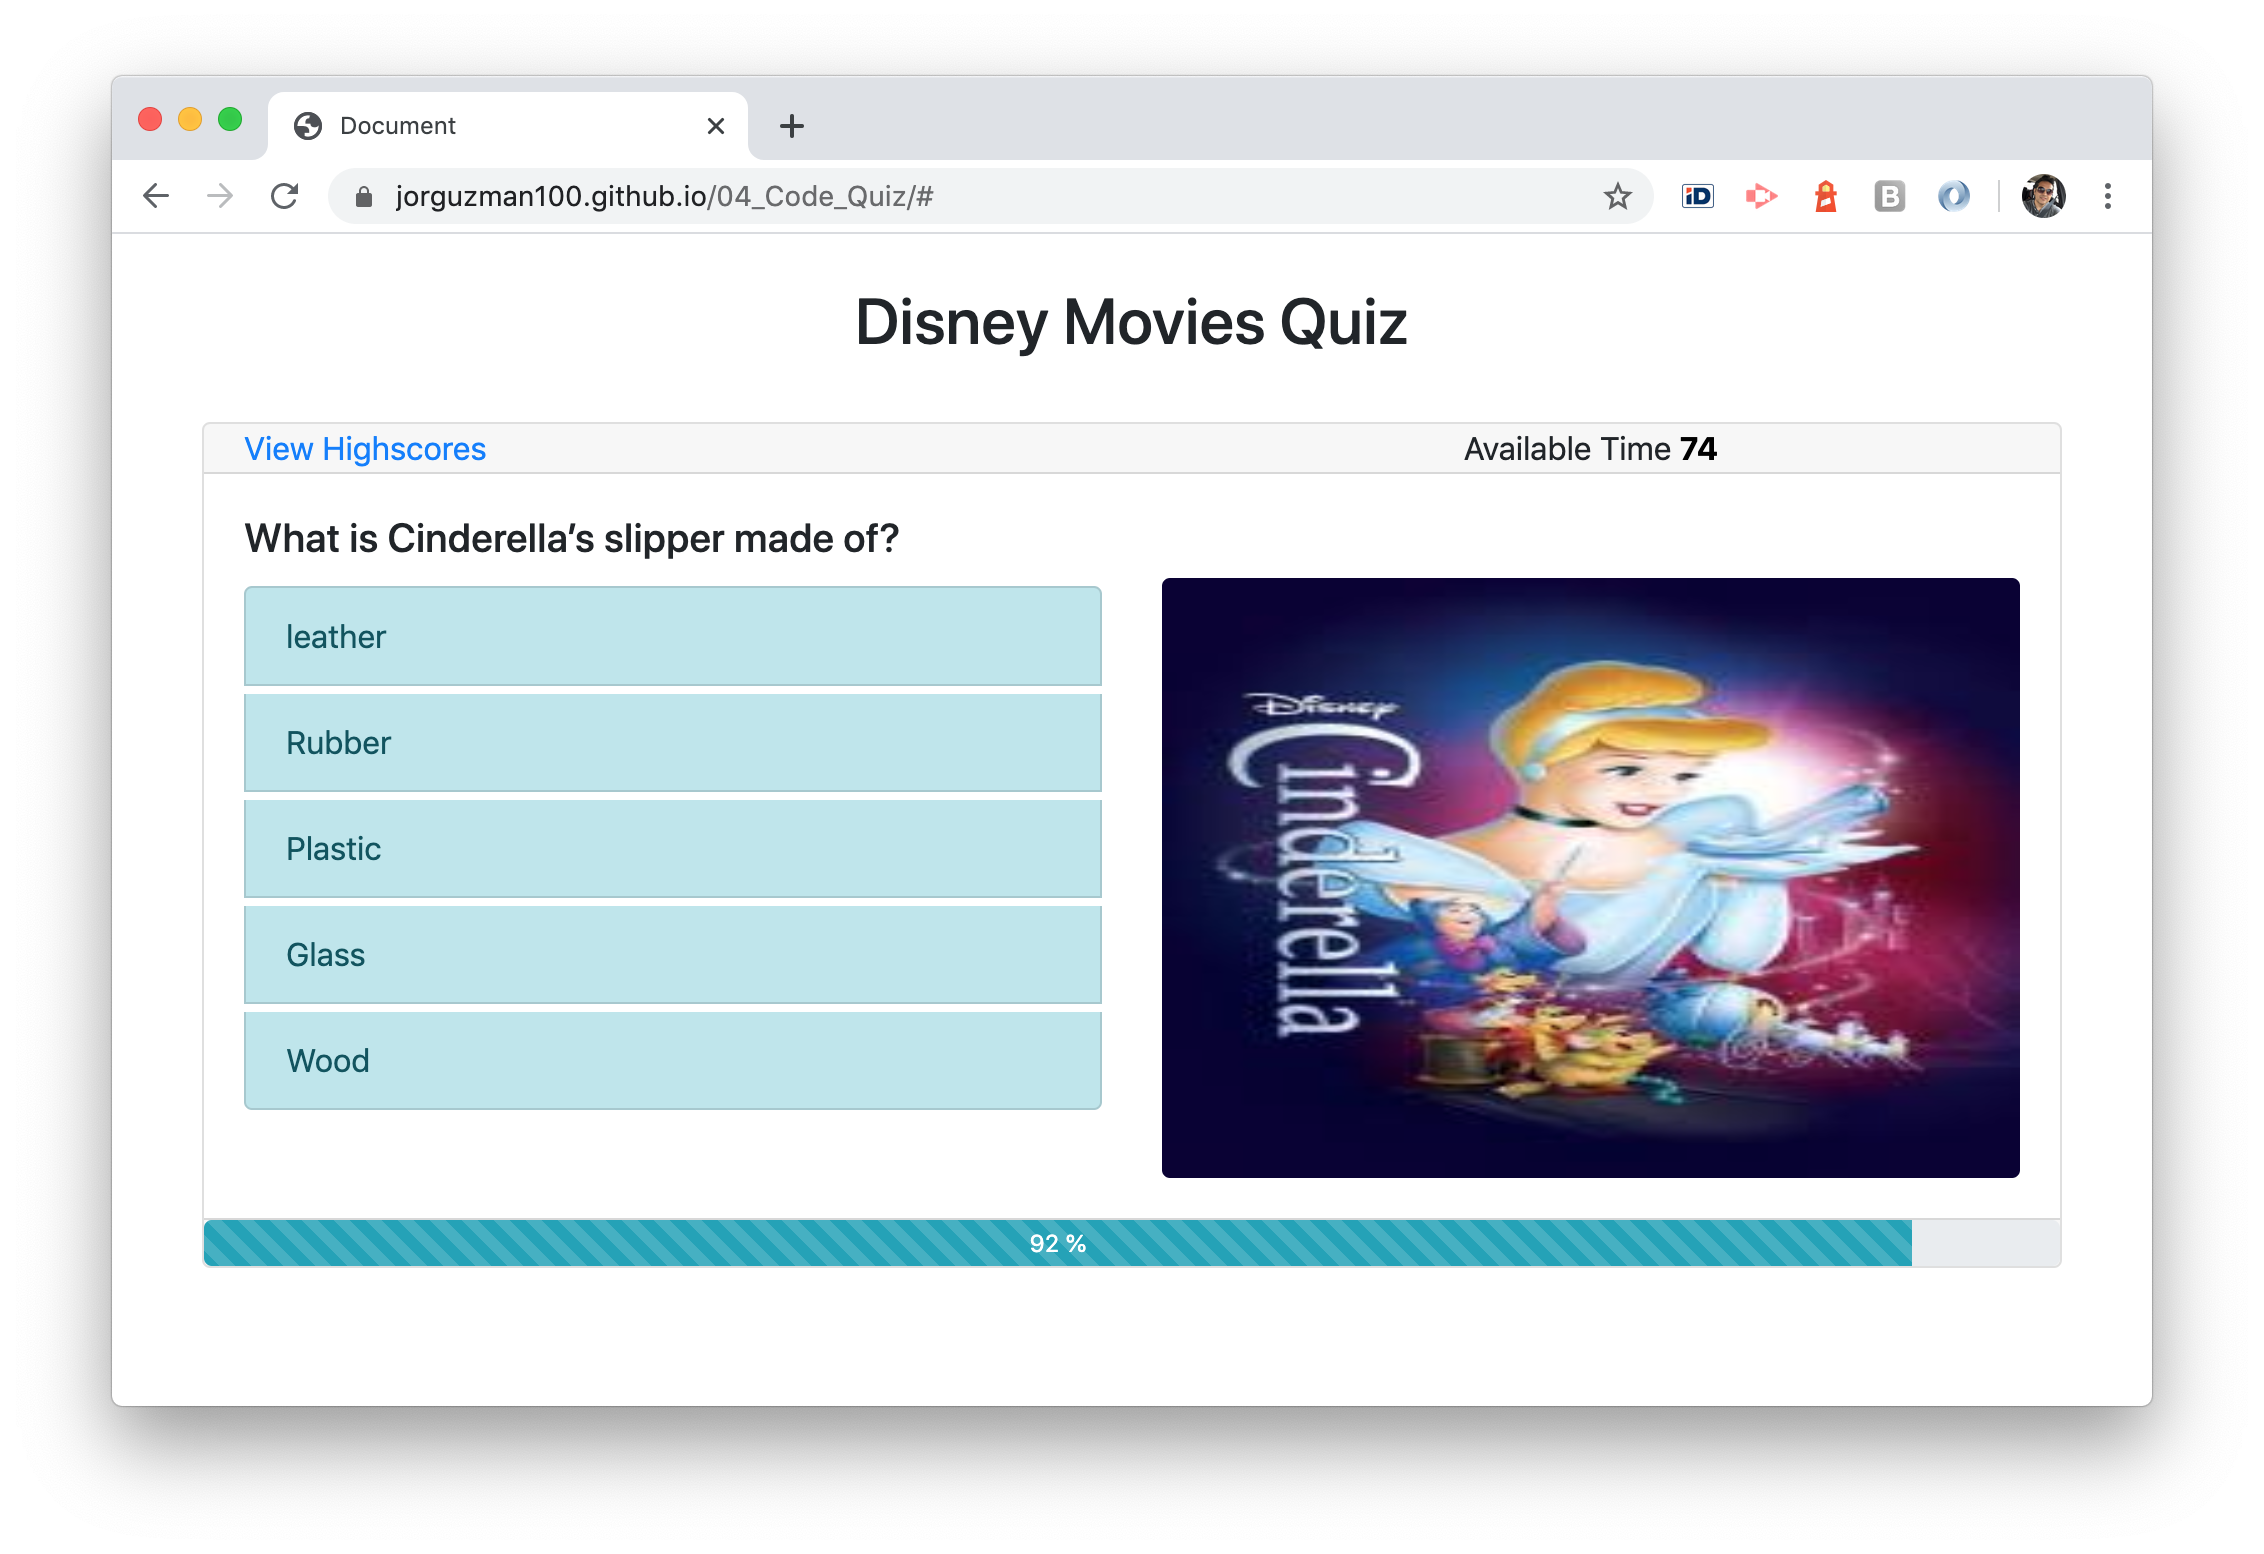 Document
jorguzman100.github.io/04_Code_Quiz/#
iD
B
Disney Movies Quiz
View Highscores
Available Time 74
What is Cinderella’s slipper made of?
leather
Rubber
Plastic
Glass
Wood
Disney
Cinderella
92 %